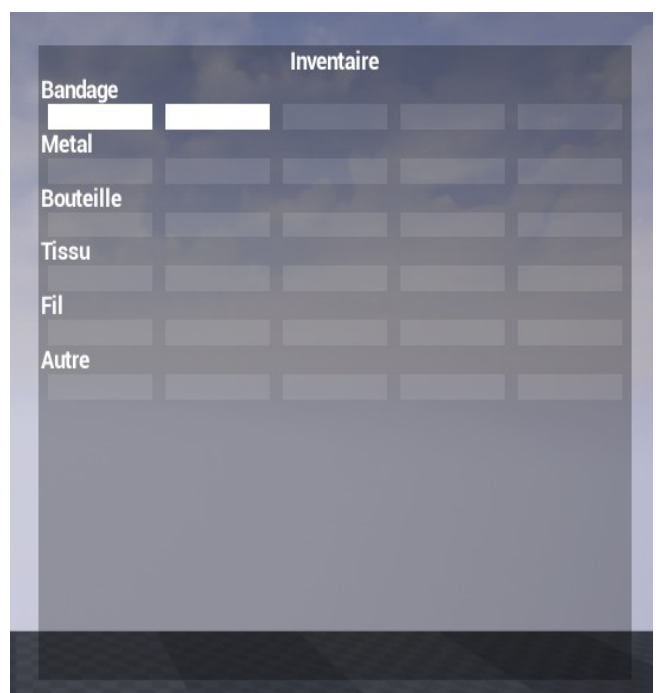 Inventaire
Bandage
Metal
Bouteille
Tissu
Fil
Autre